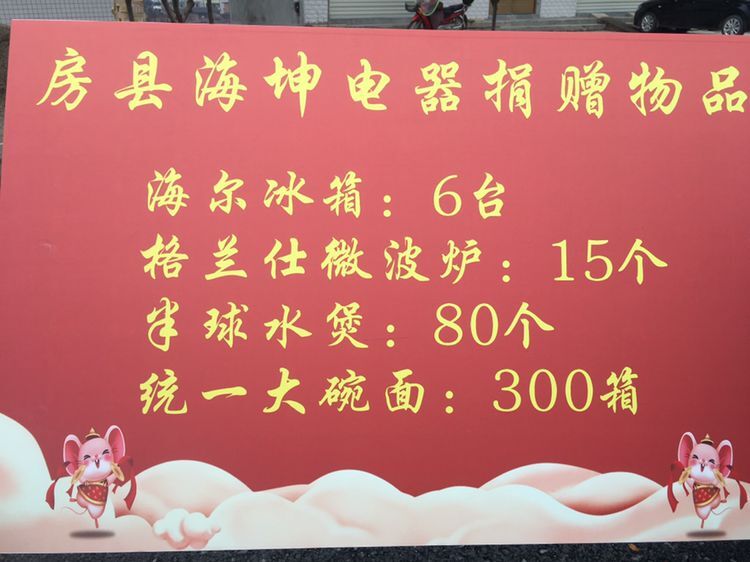 房县海坤电器捐赠物品
海尔冰箱：6台
格兰仕微波炉：15个
半球水煲：80个
统一大碗面：300箱